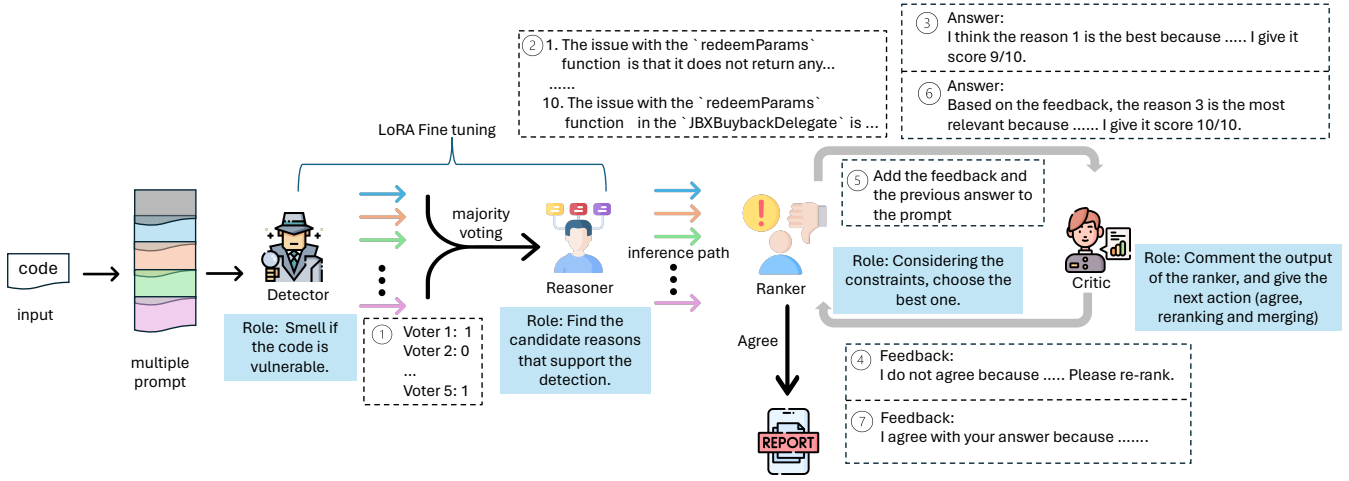 code
input
multiple
prompt
LoRA Fine tuning
Detector
Role: Smell if
the code is
vulnerable.
majority
voting
① Voter 1: 1
Voter 2: 0
...
Voter 5: 1
② 1. The issue with the `redeemParams`
function is that it does not return any...
......
10. The issue with the `redeemParams`
function in the `JBXBuybackDelegate` is ...
Reasoner
Role: Find the
candidate reasons
that support the
detection.
inference path
Ranker
Role: Considering the
constraints, choose the
best one.
③ Answer:
I think the reason 1 is the best because ..... I give it
score 9/10.
⑥ Answer:
Based on the feedback, the reason 3 is the most
relevant because ...... I give it score 10/10.
⑤ Add the feedback and
the previous answer to
the prompt
Critic
Role: Comment the output
of the ranker, and give the
next action (agree,
reranking and merging)
Agree
④ Feedback:
I do not agree because ..... Please re-rank.
⑦ Feedback:
I agree with your answer because .......
REPORT